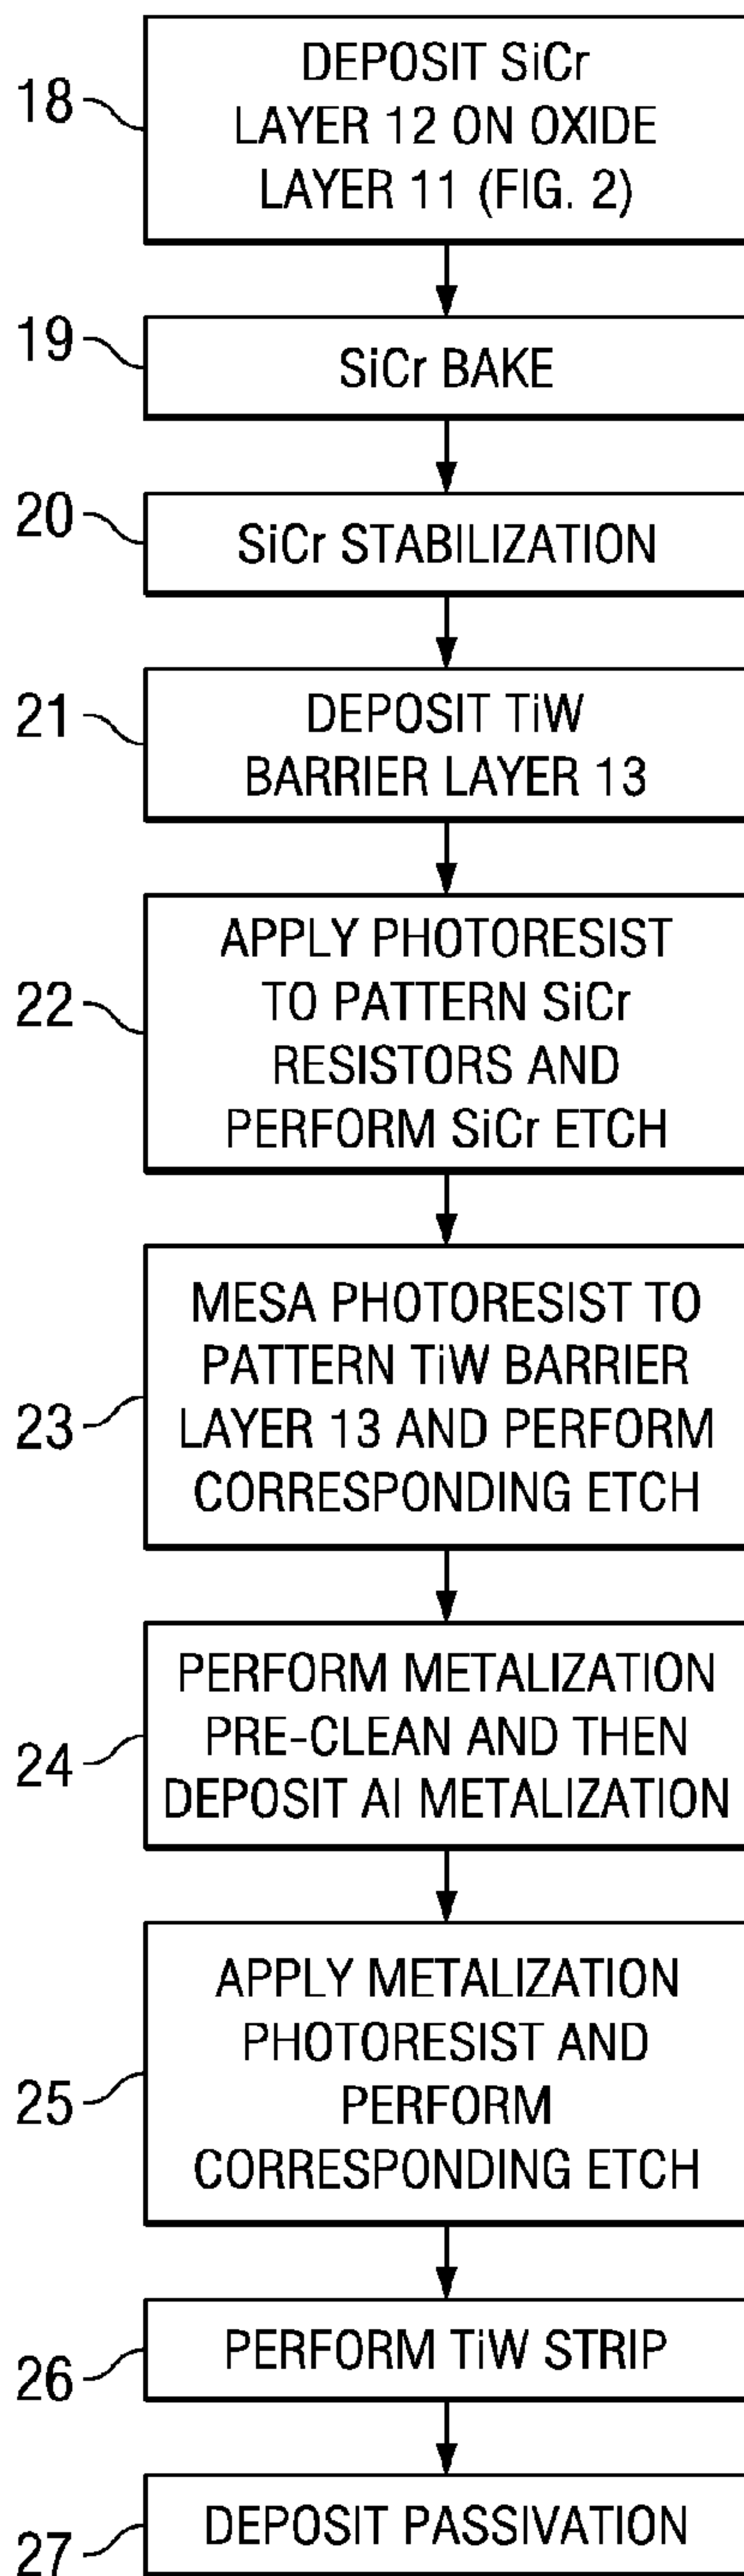 18
DEPOSIT SiCr
LAYER 12 ON OXIDE
LAYER 11 (FIG. 2)
19
SiCr BAKE
20
SiCr STABILIZATION
21
DEPOSIT TiW
BARRIER LAYER 13
22
APPLY PHOTORESIST
TO PATTERN SiCr
RESISTORS AND
PERFORM SiCr ETCH
23
MESA PHOTORESIST TO
PATTERN TiW BARRIER
LAYER 13 AND PERFORM
CORRESPONDING ETCH
24
PERFORM METALIZATION
PRE-CLEAN AND THEN
DEPOSIT Al METALIZATION
25
APPLY METALIZATION
PHOTORESIST AND
PERFORM
CORRESPONDING ETCH
26
PERFORM TiW STRIP
27
DEPOSIT PASSIVATION